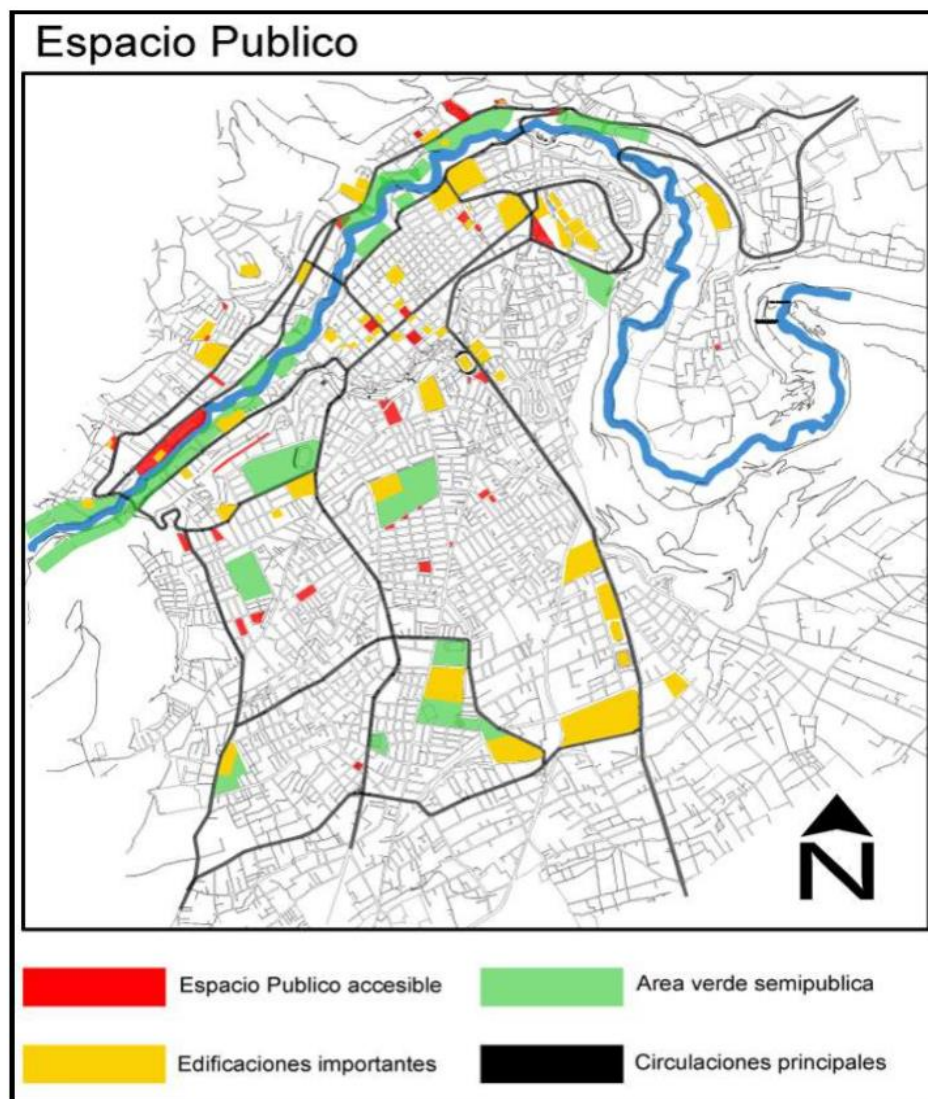 Espacio Publico
N
Espacio Publico accesible
Area verde semipublica
Edificaciones importantes
Circulaciones principales